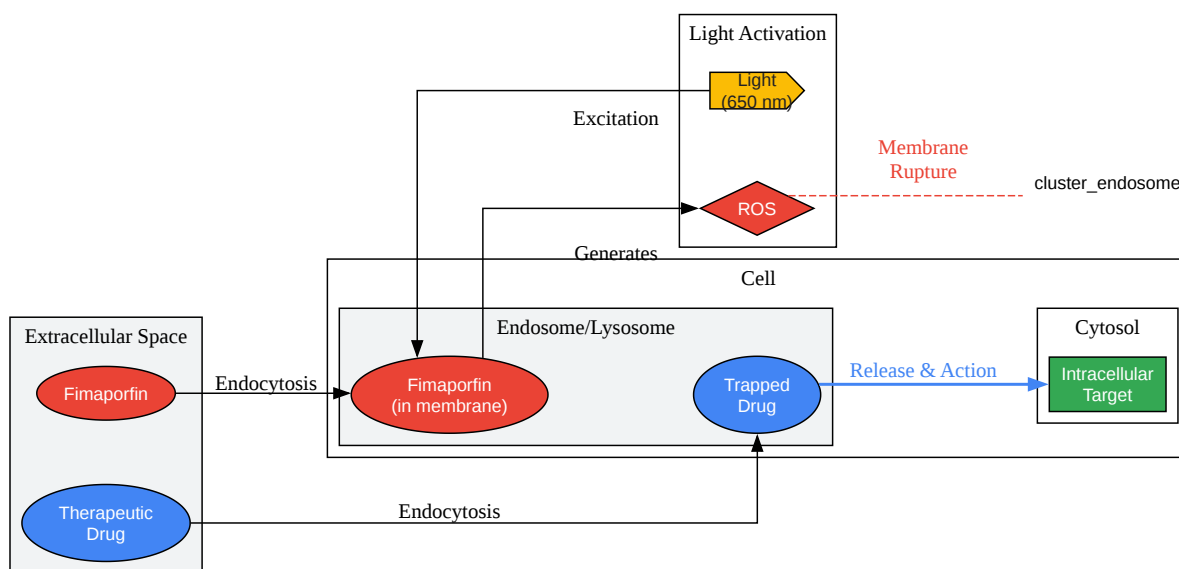 Light Activation
Light
(650 nm)
Excitation
Membrane
Rupture
cluster_endosome
ROS
Generates
Cell
Extracellular Space
Endosome/Lysosome
Cytosol
Fimaporfin
Endocytosis
Fimaporfin
(in membrane)
Trapped
Drug
Release & Action
Intracellular
Target
Therapeutic
Drug
Endocytosis